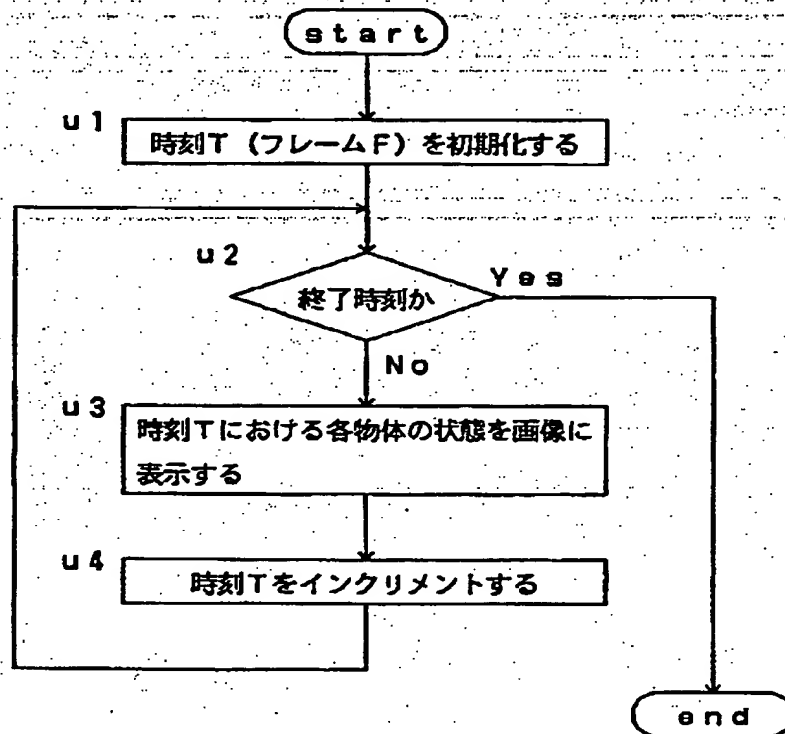 start
u1
時刻T（フレームF）を初期化する
u2
終了時刻か
Yes
No
u3
時刻Tにおける各物体の状態を画像に
表示する
u4
時刻Tをインクリメントする
end